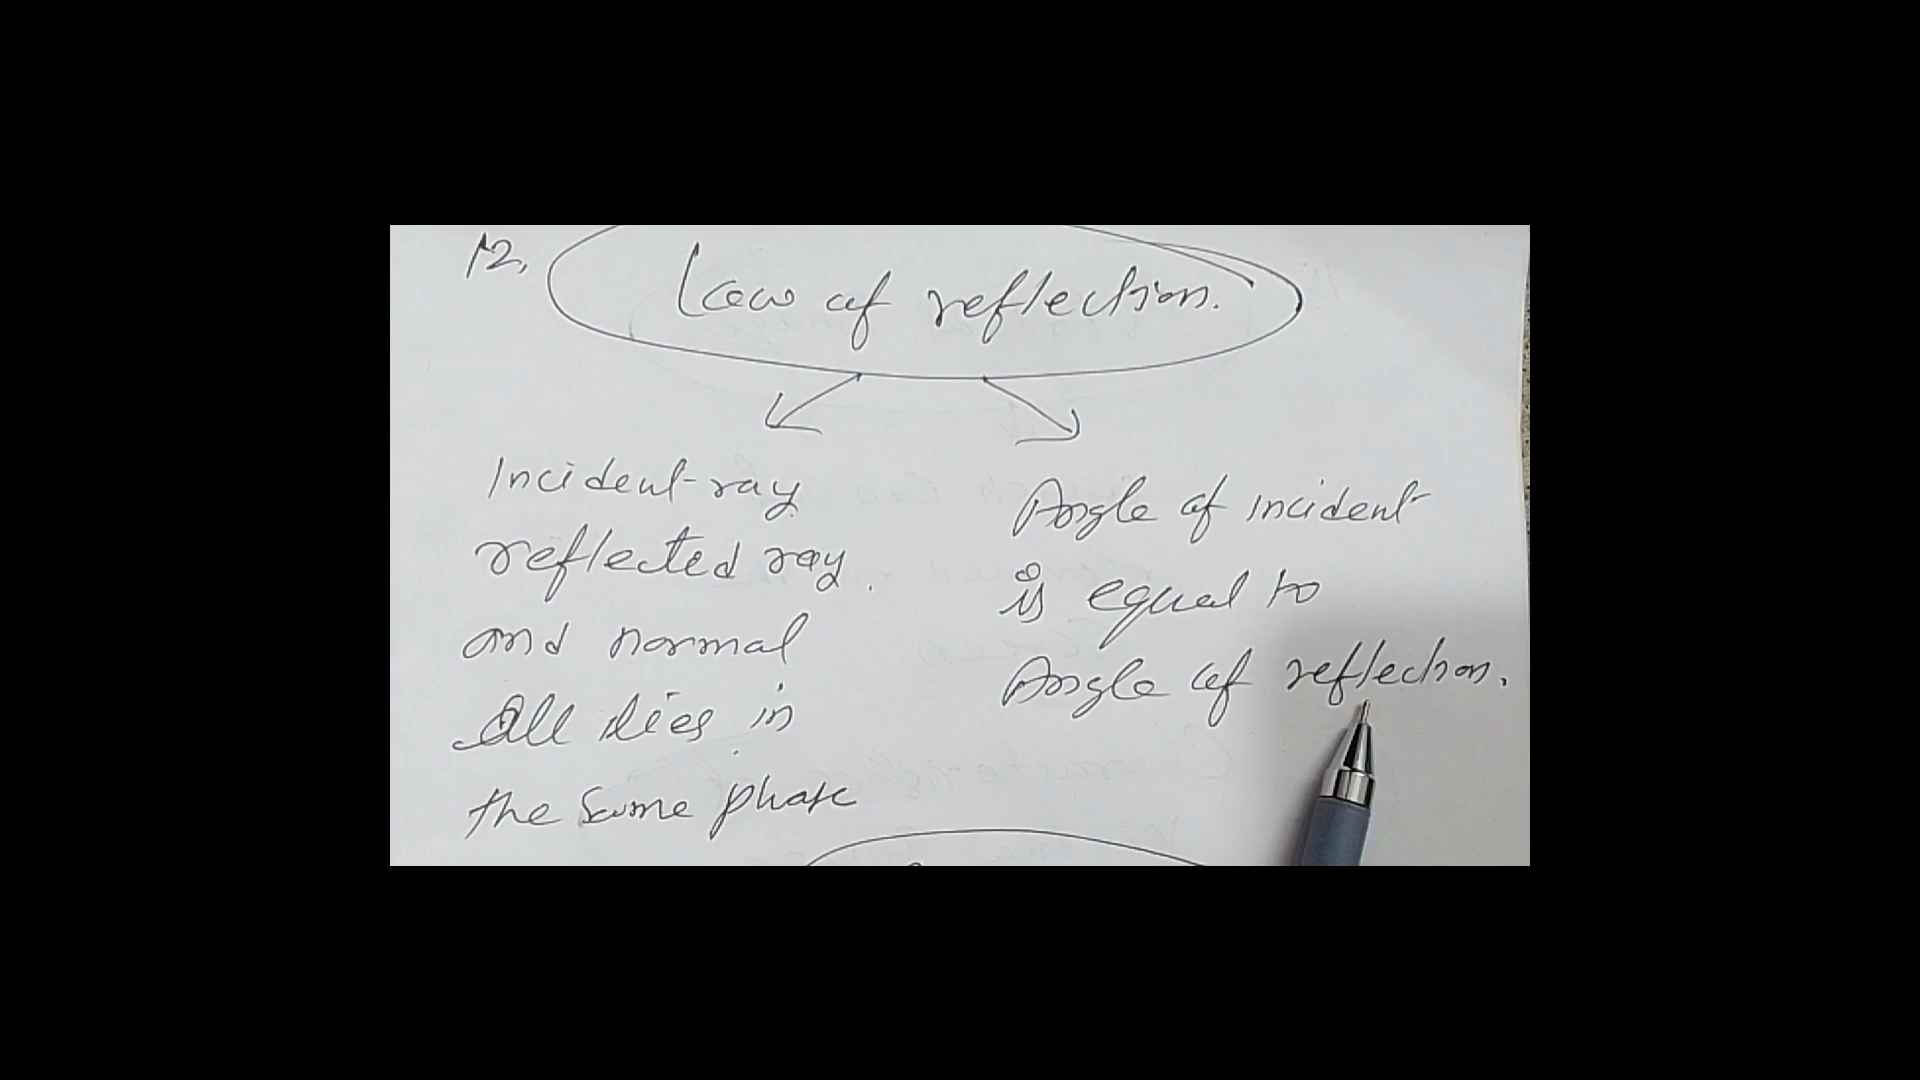 12.
Law of reflection.
Incident ray
reflected ray.
and normal
All lies in
the same phase
Angle of incident
is equal to
Angle of reflection.